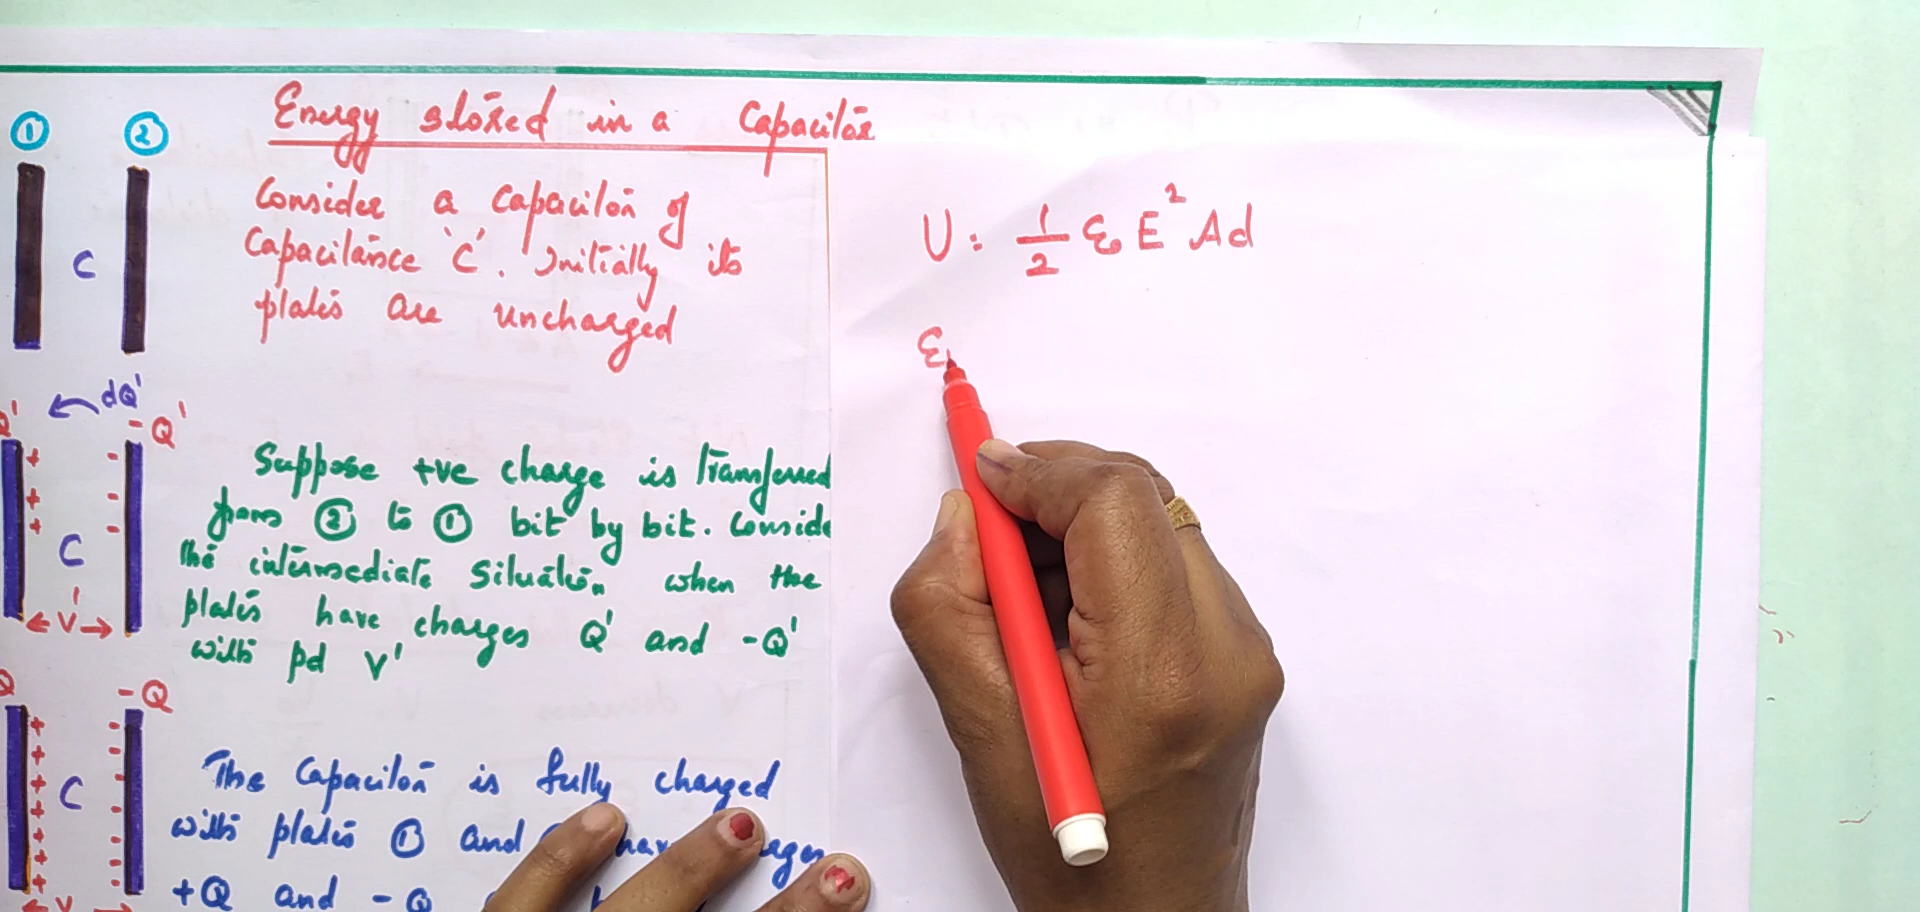 ① ②
Energy stored in a Capacitor
Consider a capacitor of
Capacitance 'C'. Initially its
plates are uncharged
C
dQ'
Q' -Q'
+ -
+ -
+ -
C
V'
Suppose +ve charge is transferred
from ② to ① bit by bit.
the intermediate situation when the
plates have charges Q' and -Q'
with pd V'
Q -Q
C
V
The Capacitor is fully charged
with plates ① and
+Q and -Q
U = 1/2 ε₀ E² Ad
ε